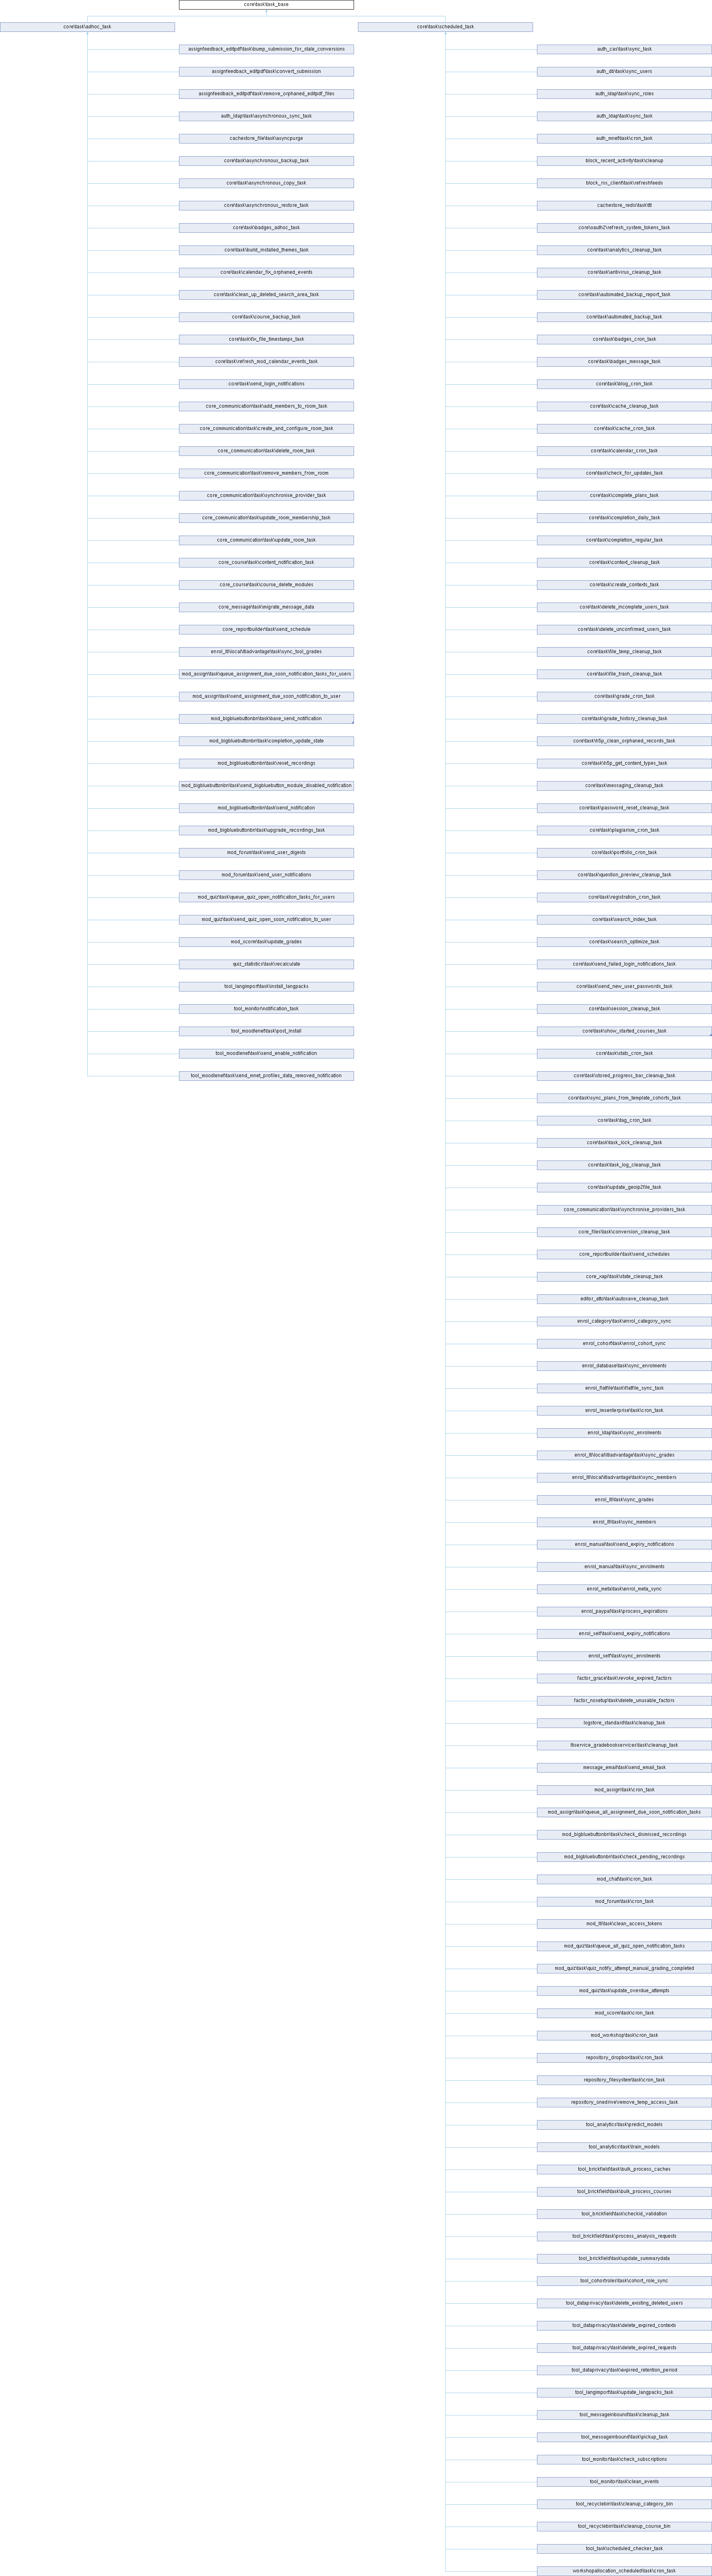 core\task\task_base
core\task\adhoc_task
core\task\scheduled_task
assignfeedback_editpdf\task\bump_submission_for_stale_conversions
assignfeedback_editpdf\task\convert_submission
assignfeedback_editpdf\task\remove_orphaned_editpdf_files
auth_ldap\task\asynchronous_sync_task
cachestore_file\task\asyncpurge
core\task\asynchronous_backup_task
core\task\asynchronous_copy_task
core\task\asynchronous_restore_task
core\task\badges_adhoc_task
core\task\build_installed_themes_task
core\task\calendar_fix_orphaned_events
core\task\clean_up_deleted_search_area_task
core\task\course_backup_task
core\task\fix_file_timestamps_task
core\task\refresh_mod_calendar_events_task
core\task\send_login_notifications
core_communication\task\add_members_to_room_task
core_communication\task\create_and_configure_room_task
core_communication\task\delete_room_task
core_communication\task\remove_members_from_room
core_communication\task\synchronise_provider_task
core_communication\task\update_room_membership_task
core_communication\task\update_room_task
core_course\task\content_notification_task
core_course\task\course_delete_modules
core_message\task\migrate_message_data
core_reportbuilder\task\send_schedule
enrol_lti\local\ltiadvantage\task\sync_tool_grades
mod_assign\task\queue_assignment_due_soon_notification_tasks_for_users
mod_assign\task\send_assignment_due_soon_notification_to_user
mod_bigbluebuttonbn\task\base_send_notification
mod_bigbluebuttonbn\task\completion_update_state
mod_bigbluebuttonbn\task\reset_recordings
mod_bigbluebuttonbn\task\send_bigbluebutton_module_disabled_notification
mod_bigbluebuttonbn\task\send_notification
mod_bigbluebuttonbn\task\upgrade_recordings_task
mod_forum\task\send_user_digests
mod_forum\task\send_user_notifications
mod_quiz\task\queue_quiz_open_notification_tasks_for_users
mod_quiz\task\send_quiz_open_soon_notification_to_user
mod_scorm\task\update_grades
quiz_statistics\task\recalculate
tool_langimport\task\install_langpacks
tool_monitor\notification_task
tool_moodlenet\task\post_install
tool_moodlenet\task\send_enable_notification
tool_moodlenet\task\send_mnet_profiles_data_removed_notification
auth_cas\task\sync_task
auth_db\task\sync_users
auth_ldap\task\sync_roles
auth_ldap\task\sync_task
auth_mnet\task\cron_task
block_recent_activity\task\cleanup
block_rss_client\task\refreshfeeds
cachestore_redis\task\ttl
core\oauth2\refresh_system_tokens_task
core\task\analytics_cleanup_task
core\task\antivirus_cleanup_task
core\task\automated_backup_report_task
core\task\automated_backup_task
core\task\badges_cron_task
core\task\badges_message_task
core\task\blog_cron_task
core\task\cache_cleanup_task
core\task\cache_cron_task
core\task\calendar_cron_task
core\task\check_for_updates_task
core\task\complete_plans_task
core\task\completion_daily_task
core\task\completion_regular_task
core\task\context_cleanup_task
core\task\create_contexts_task
core\task\delete_incomplete_users_task
core\task\delete_unconfirmed_users_task
core\task\file_temp_cleanup_task
core\task\file_trash_cleanup_task
core\task\grade_cron_task
core\task\grade_history_cleanup_task
core\task\h5p_clean_orphaned_records_task
core\task\h5p_get_content_types_task
core\task\messaging_cleanup_task
core\task\password_reset_cleanup_task
core\task\plagiarism_cron_task
core\task\portfolio_cron_task
core\task\question_preview_cleanup_task
core\task\registration_cron_task
core\task\search_index_task
core\task\search_optimize_task
core\task\send_failed_login_notifications_task
core\task\send_new_user_passwords_task
core\task\session_cleanup_task
core\task\show_started_courses_task
core\task\stats_cron_task
core\task\stored_progress_bar_cleanup_task
core\task\sync_plans_from_template_cohorts_task
core\task\tag_cron_task
core\task\task_lock_cleanup_task
core\task\task_log_cleanup_task
core\task\update_geoip2file_task
core_communication\task\synchronise_providers_task
core_files\task\conversion_cleanup_task
core_reportbuilder\task\send_schedules
core_xapi\task\state_cleanup_task
editor_atto\task\autosave_cleanup_task
enrol_category\task\enrol_category_sync
enrol_cohort\task\enrol_cohort_sync
enrol_database\task\sync_enrolments
enrol_flatfile\task\flatfile_sync_task
enrol_imsenterprise\task\cron_task
enrol_ldap\task\sync_enrolments
enrol_lti\local\ltiadvantage\task\sync_grades
enrol_lti\local\ltiadvantage\task\sync_members
enrol_lti\task\sync_grades
enrol_lti\task\sync_members
enrol_manual\task\send_expiry_notifications
enrol_manual\task\sync_enrolments
enrol_meta\task\enrol_meta_sync
enrol_paypal\task\process_expirations
enrol_self\task\send_expiry_notifications
enrol_self\task\sync_enrolments
factor_grace\task\revoke_expired_factors
factor_nosetup\task\delete_unusable_factors
logstore_standard\task\cleanup_task
ltiservice_gradebookservices\task\cleanup_task
message_email\task\send_email_task
mod_assign\task\cron_task
mod_assign\task\queue_all_assignment_due_soon_notification_tasks
mod_bigbluebuttonbn\task\check_dismissed_recordings
mod_bigbluebuttonbn\task\check_pending_recordings
mod_chat\task\cron_task
mod_forum\task\cron_task
mod_lti\task\clean_access_tokens
mod_quiz\task\queue_all_quiz_open_notification_tasks
mod_quiz\task\quiz_notify_attempt_manual_grading_completed
mod_quiz\task\update_overdue_attempts
mod_scorm\task\cron_task
mod_workshop\task\cron_task
repository_dropbox\task\cron_task
repository_filesystem\task\cron_task
repository_onedrive\remove_temp_access_task
tool_analytics\task\predict_models
tool_analytics\task\train_models
tool_brickfield\task\bulk_process_caches
tool_brickfield\task\bulk_process_courses
tool_brickfield\task\checkid_validation
tool_brickfield\task\process_analysis_requests
tool_brickfield\task\update_summarydata
tool_cohortroles\task\cohort_role_sync
tool_dataprivacy\task\delete_existing_deleted_users
tool_dataprivacy\task\delete_expired_contexts
tool_dataprivacy\task\delete_expired_requests
tool_dataprivacy\task\expired_retention_period
tool_langimport\task\update_langpacks_task
tool_messageinbound\task\cleanup_task
tool_messageinbound\task\pickup_task
tool_monitor\task\check_subscriptions
tool_monitor\task\clean_events
tool_recyclebin\task\cleanup_category_bin
tool_recyclebin\task\cleanup_course_bin
tool_task\scheduled_checker_task
workshopallocation_scheduled\task\cron_task